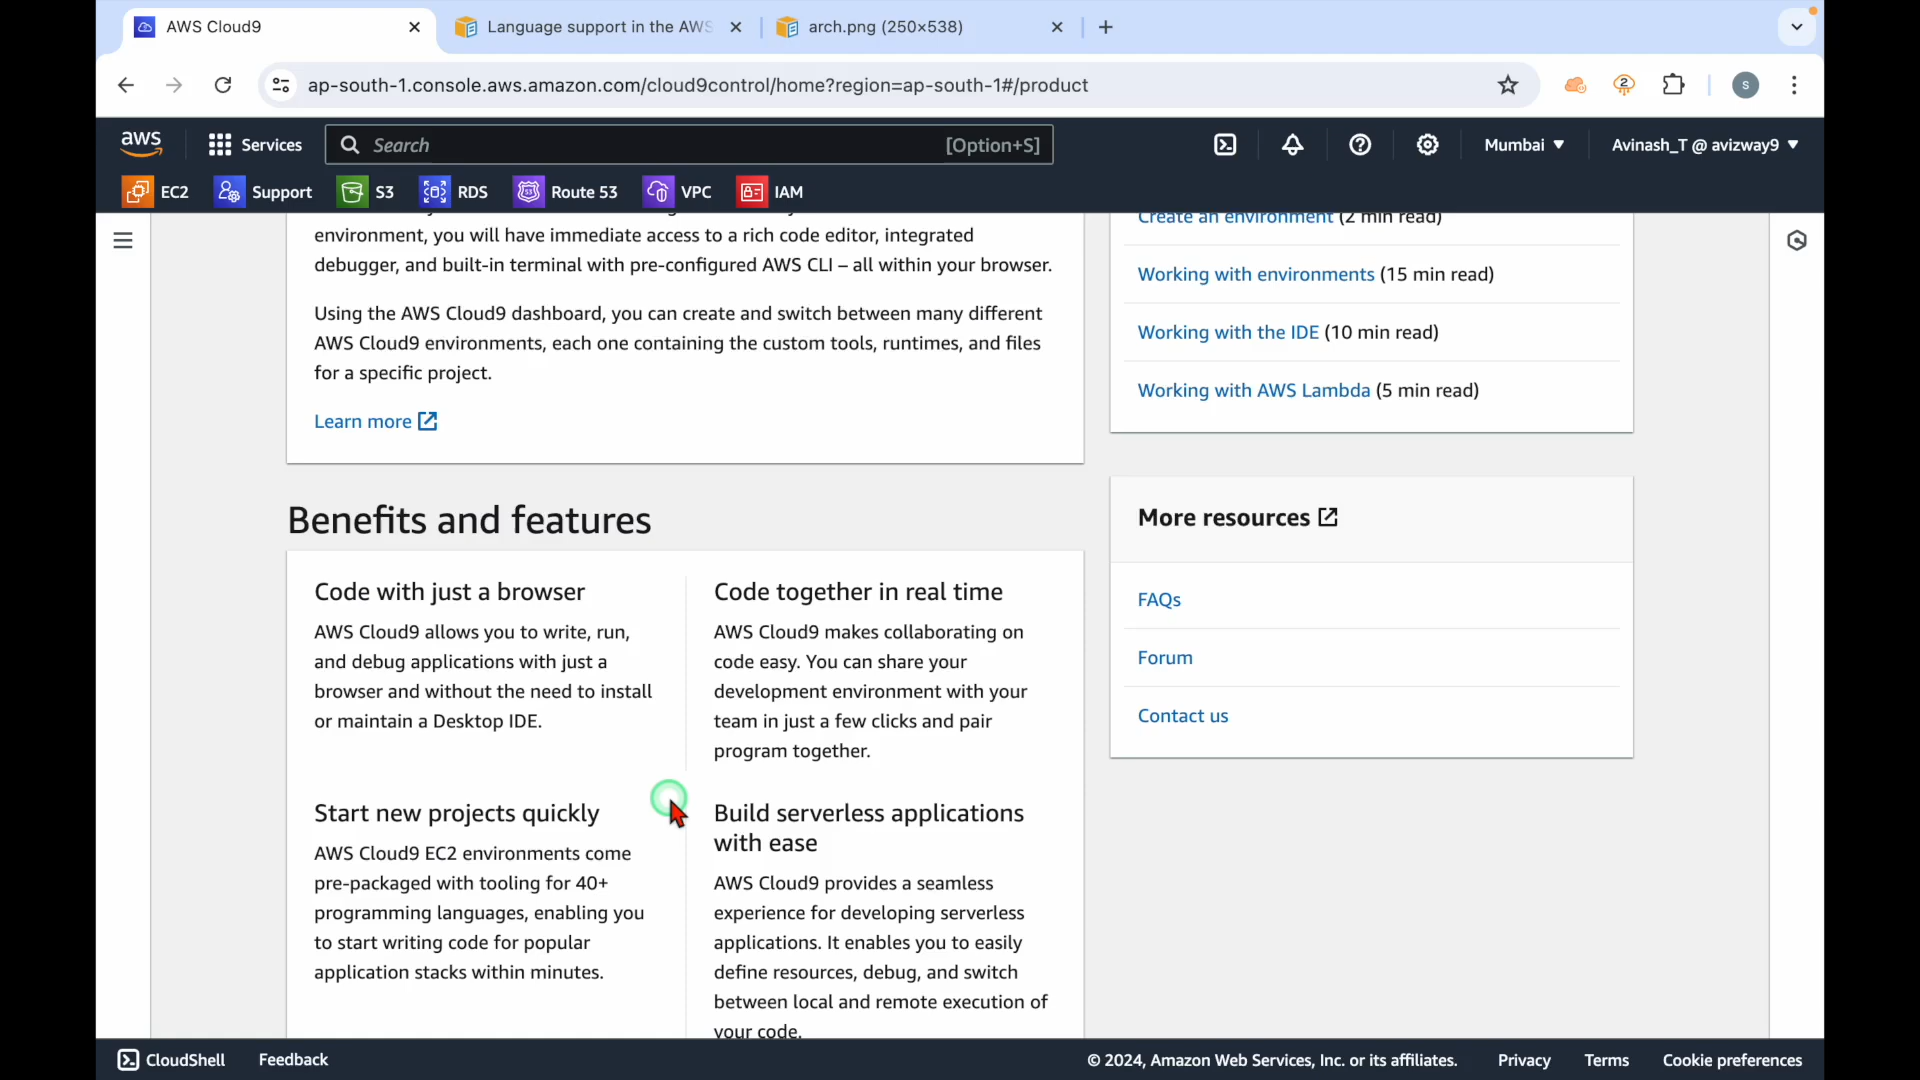 AWS Cloud9
Language support in the AWS
arch.png (250×538)
ap-south-1.console.aws.amazon.com/cloud9control/home?region=ap-south-1#/product
2
S
aws
Services
Search
[Option+S]
Mumbai
Avinash_T @ avizway9
EC2
Support
S3
RDS
Route 53
VPC
IAM
environment, you will have immediate access to a rich code editor, integrated
debugger, and built-in terminal with pre-configured AWS CLI – all within your browser.
Using the AWS Cloud9 dashboard, you can create and switch between many different
AWS Cloud9 environments, each one containing the custom tools, runtimes, and files
for a specific project.
Learn more
Create an environment (2 min read)
Working with environments (15 min read)
Working with the IDE (10 min read)
Working with AWS Lambda (5 min read)
Benefits and features
Code with just a browser
AWS Cloud9 allows you to write, run,
and debug applications with just a
browser and without the need to install
or maintain a Desktop IDE.
Code together in real time
AWS Cloud9 makes collaborating on
code easy. You can share your
development environment with your
team in just a few clicks and pair
program together.
Start new projects quickly
AWS Cloud9 EC2 environments come
pre-packaged with tooling for 40+
programming languages, enabling you
to start writing code for popular
application stacks within minutes.
Build serverless applications
with ease
AWS Cloud9 provides a seamless
experience for developing serverless
applications. It enables you to easily
define resources, debug, and switch
between local and remote execution of
your code.
More resources
FAQs
Forum
Contact us
CloudShell
Feedback
© 2024, Amazon Web Services, Inc. or its affiliates.
Privacy
Terms
Cookie preferences